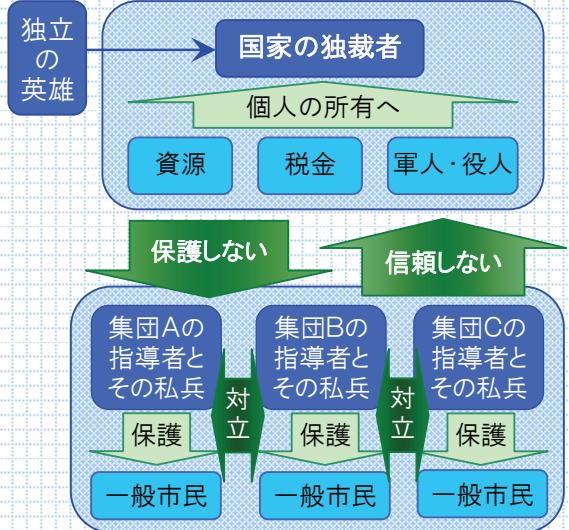 独立
の
英雄
国家の独裁者
個人の所有へ
資源
税金
軍人・役人
保護しない
信頼しない
集団Aの
指導者と
その私兵
集団Bの
指導者と
その私兵
集団Cの
指導者と
その私兵
対立
対立
保護
保護
保護
一般市民
一般市民
一般市民